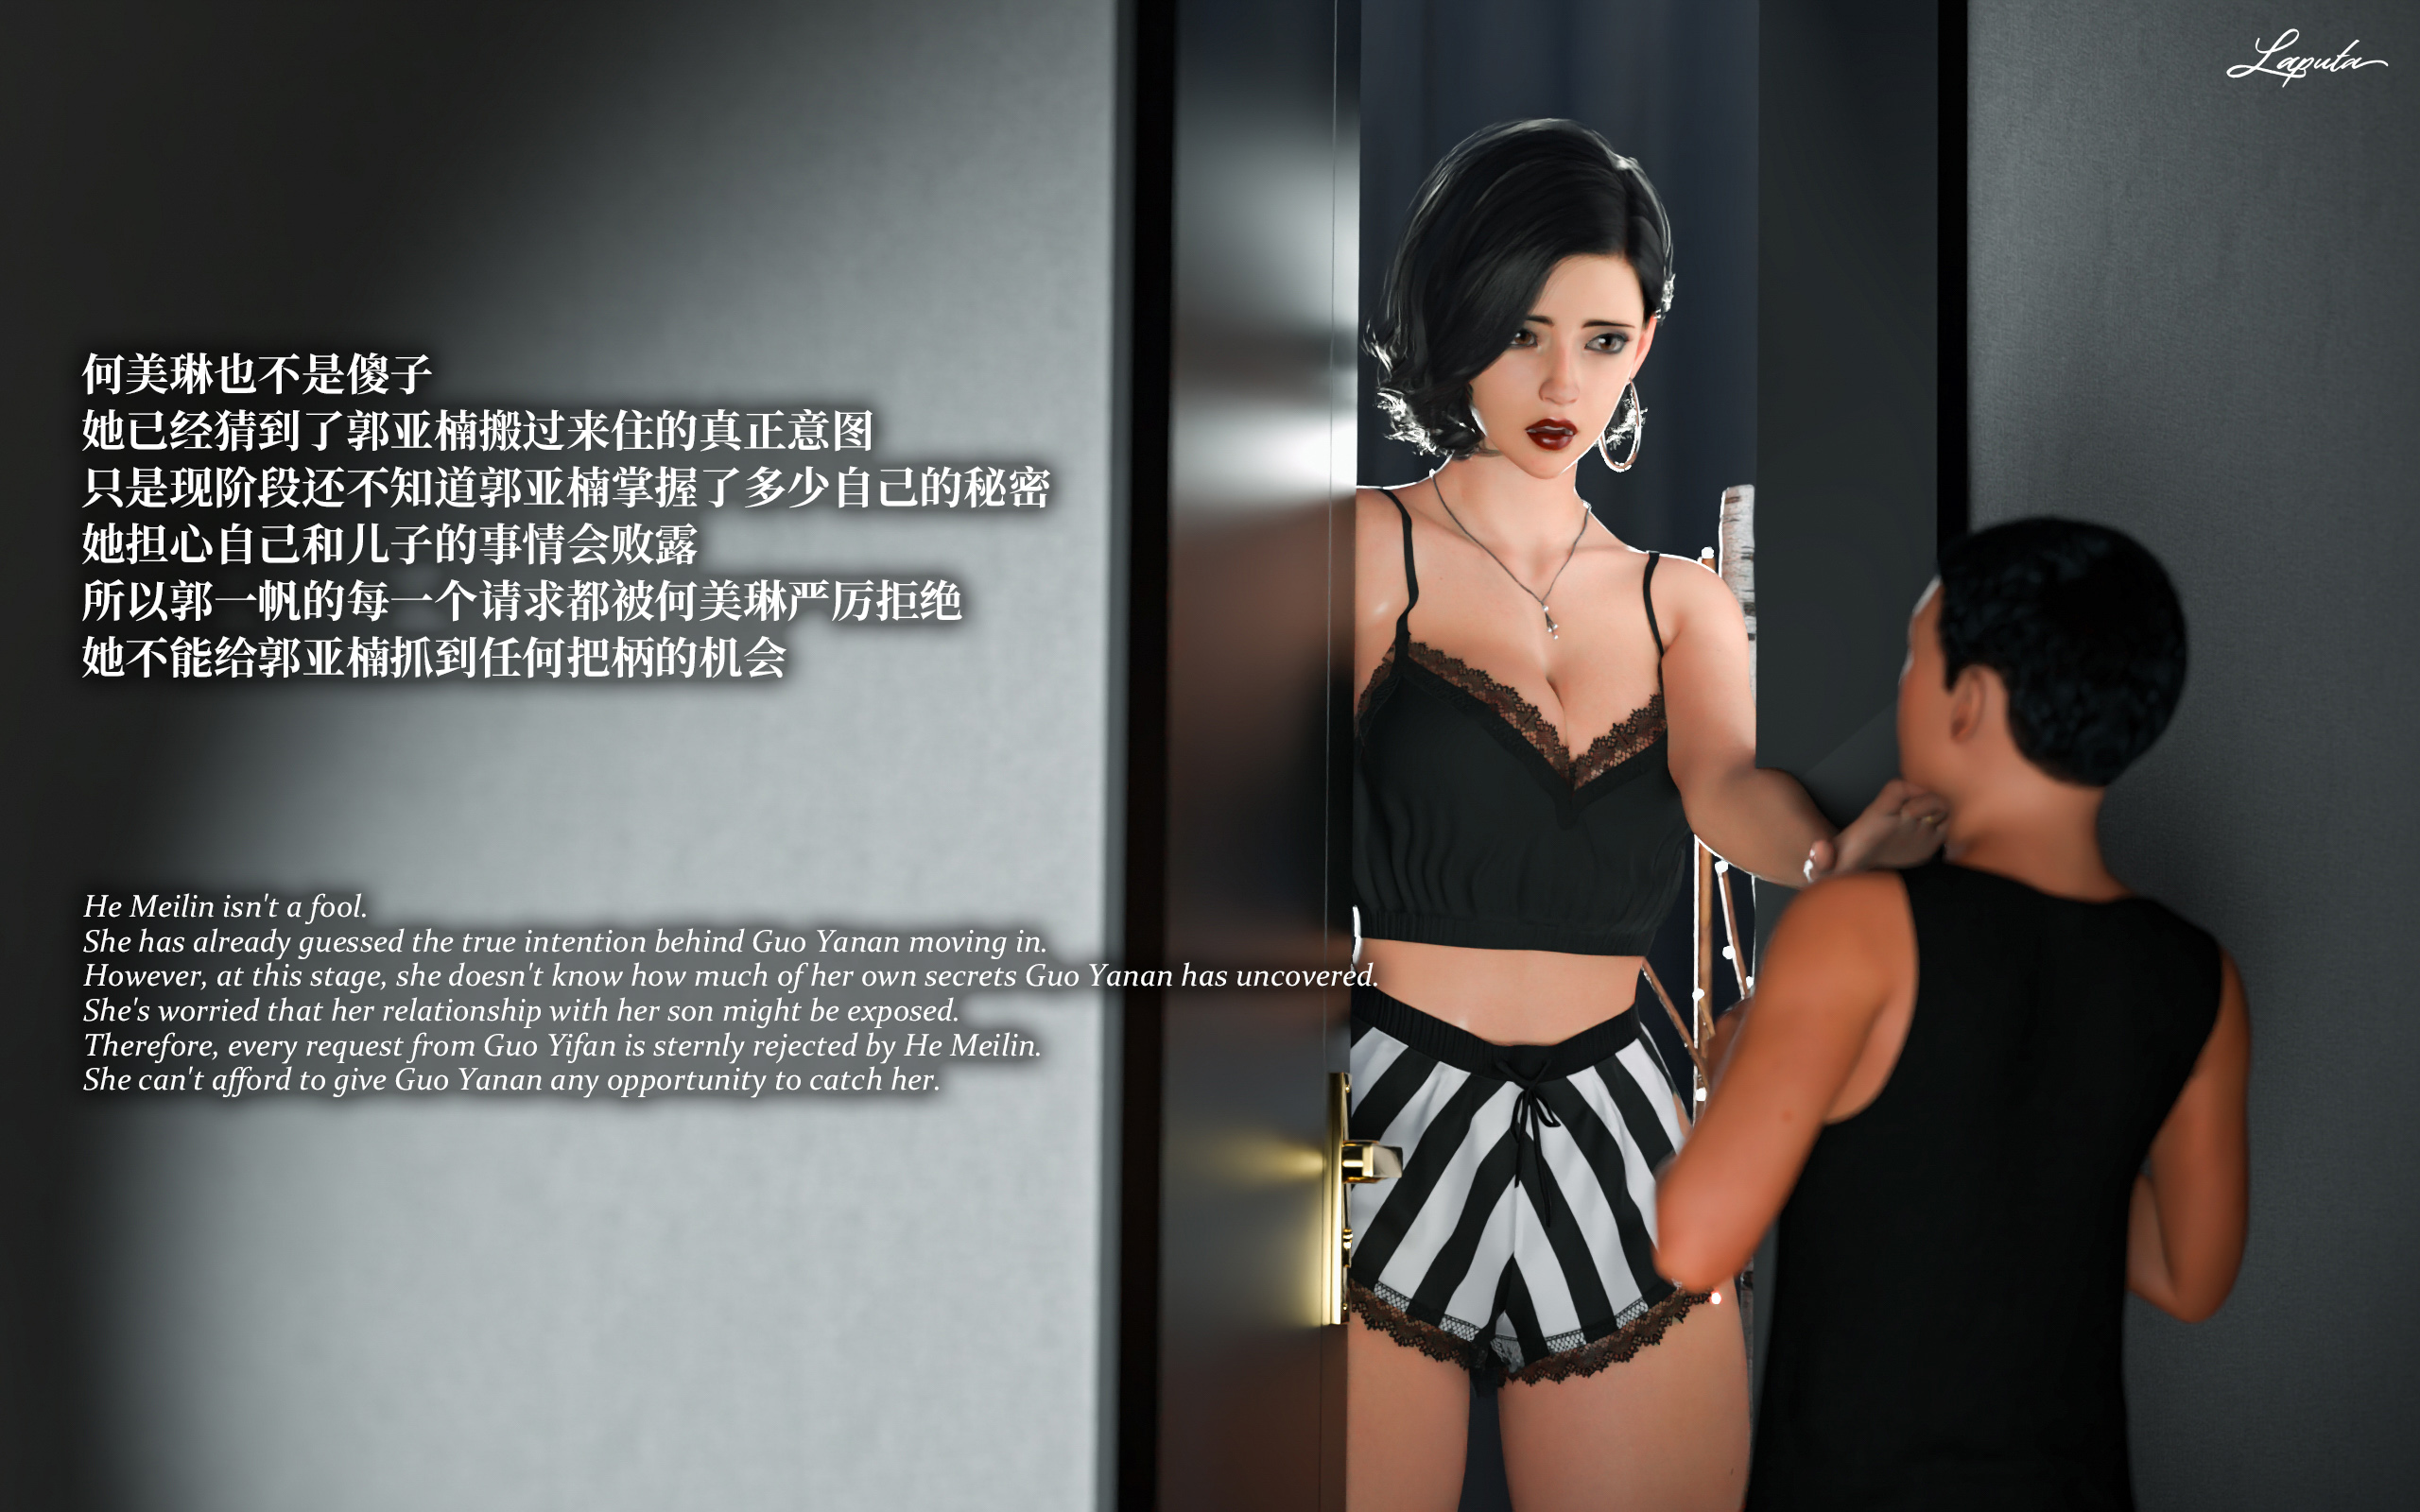 Laputa
何美琳也不是傻子
她已经猜到了郭亚楠搬过来住的真正意图
只是现阶段还不知道郭亚楠掌握了多少自己的秘密
她担心自己和儿子的事情会败露
所以郭一帆的每一个请求都被何美琳严厉拒绝
她不能给郭亚楠抓到任何把柄的机会
He Meilin isn't a fool.
She has already guessed the true intention behind Guo Yanan moving in.
However, at this stage, she doesn't know how much of her own secrets Guo Yanan has uncovered.
She's worried that her relationship with her son might be exposed.
Therefore, every request from Guo Yifan is sternly rejected by He Meilin.
She can't afford to give Guo Yanan any opportunity to catch her.